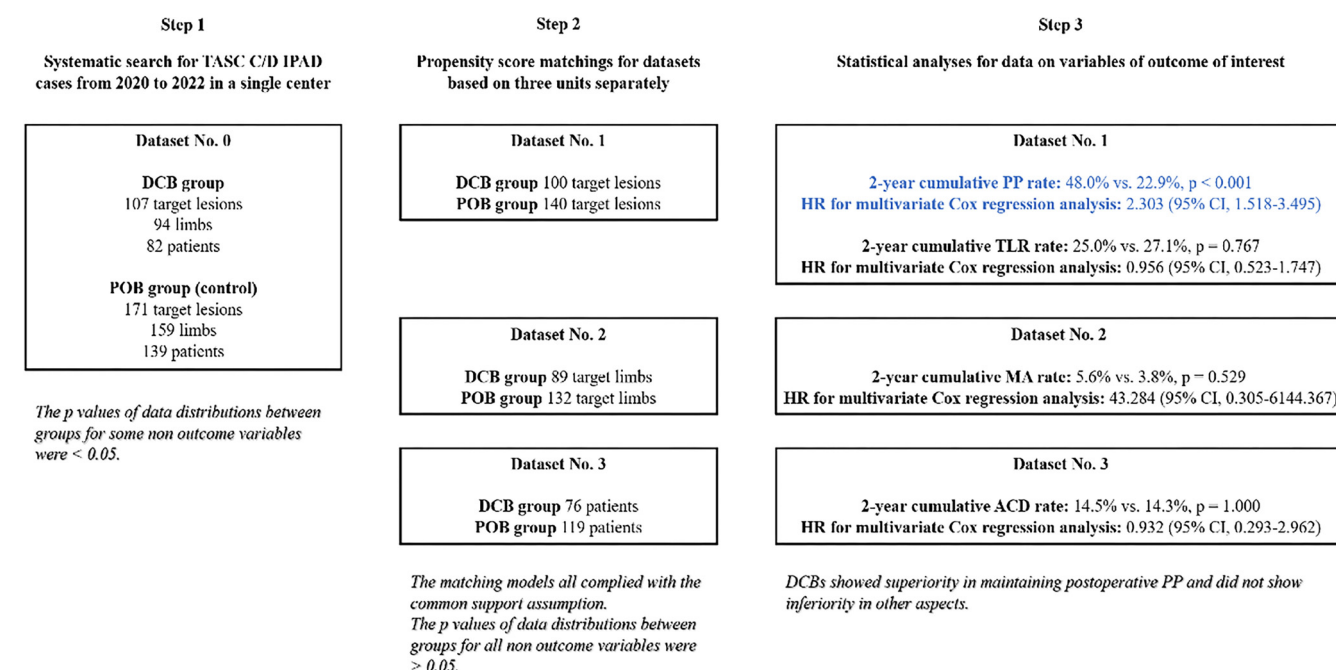 Step 1
Systematic search for TASC C/D IPAD
cases from 2020 to 2022 in a single center
Dataset No. 0
DCB group
107 target lesions
94 limbs
82 patients
POB group (control)
171 target lesions
159 limbs
139 patients
The p values of data distributions between
groups for some non outcome variables
were < 0.05.
Step 2
Propensity score matchings for datasets
based on three units separately
Dataset No. 1
DCB group 100 target lesions
POB group 140 target lesions
Dataset No. 2
DCB group 89 target limbs
POB group 132 target limbs
Dataset No. 3
DCB group 76 patients
POB group 119 patients
The matching models all complied with the
common support assumption.
The p values of data distributions between
groups for all non outcome variables were
> 0.05.
Step 3
Statistical analyses for data on variables of outcome of interest
Dataset No. 1
2-year cumulative PP rate: 48.0% vs. 22.9%, p < 0.001
HR for multivariate Cox regression analysis: 2.303 (95% CI, 1.518-3.495)
2-year cumulative TLR rate: 25.0% vs. 27.1%, p = 0.767
HR for multivariate Cox regression analysis: 0.956 (95% CI, 0.523-1.747)
Dataset No. 2
2-year cumulative MA rate: 5.6% vs. 3.8%, p = 0.529
HR for multivariate Cox regression analysis: 43.284 (95% CI, 0.305-6144.367)
Dataset No. 3
2-year cumulative ACD rate: 14.5% vs. 14.3%, p = 1.000
HR for multivariate Cox regression analysis: 0.932 (95% CI, 0.293-2.962)
DCBs showed superiority in maintaining postoperative PP and did not show
inferiority in other aspects.